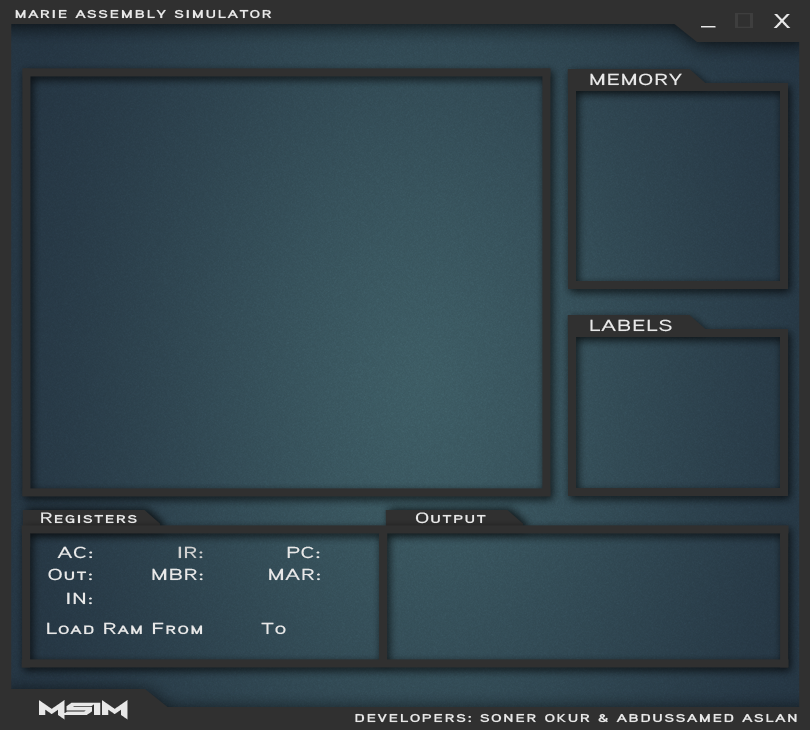 MARIE ASSEMBLY SIMULATOR
_ X
MEMORY
LABELS
REGISTERS
OUTPUT
AC: IR: PC:
OUT: MBR: MAR:
IN:
LOAD RAM FROM TO
MSIM
DEVELOPERS: SONER OKUR & ABDUSSAMED ASLAN